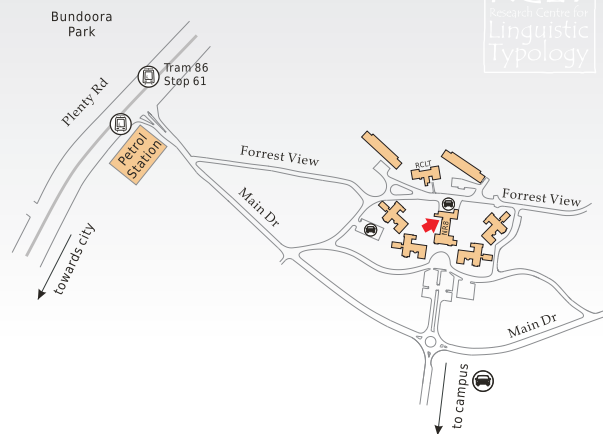 Bundoora
Park
Research Centre for
Linguistic
Typology
Tram 86
Stop 61
Plenty Rd
Petrol
Station
Forrest View
RCLT
Main Dr
Forrest View
NR8
towards city
Main Dr
to campus